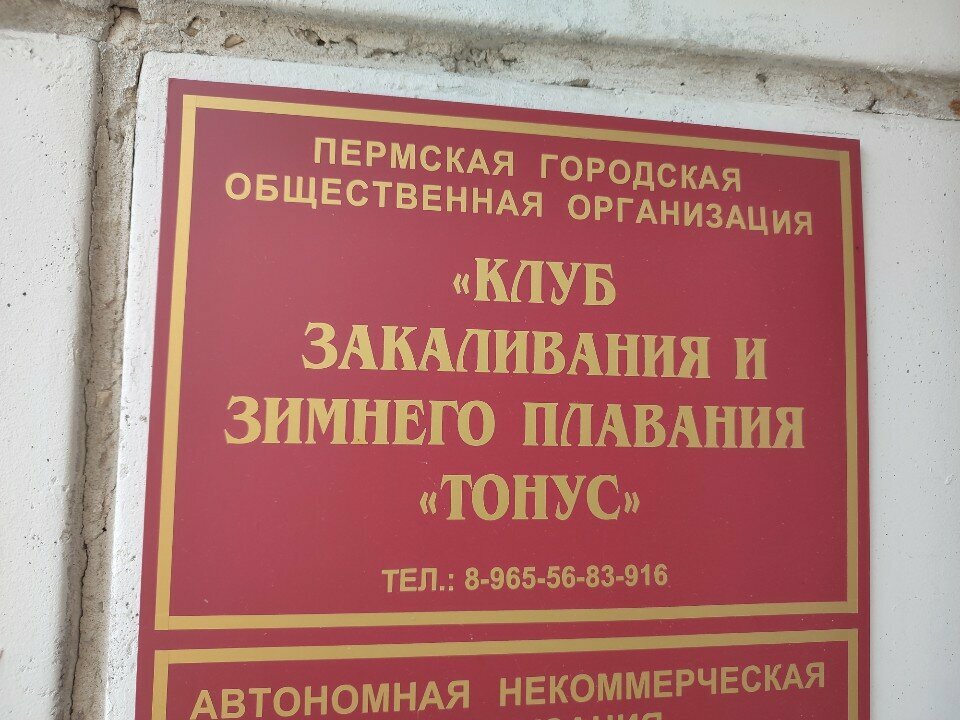 ПЕРМСКАЯ ГОРОДСКАЯ
ОБЩЕСТВЕННАЯ ОРГАНИЗАЦИЯ
«КЛУБ
ЗАКАЛИВАНИЯ И
ЗИМНЕГО ПЛАВАНИЯ
«ТОНУС»
ТЕЛ.: 8-965-56-83-916
АВТОНОМНАЯ НЕКОММЕРЧЕСКАЯ